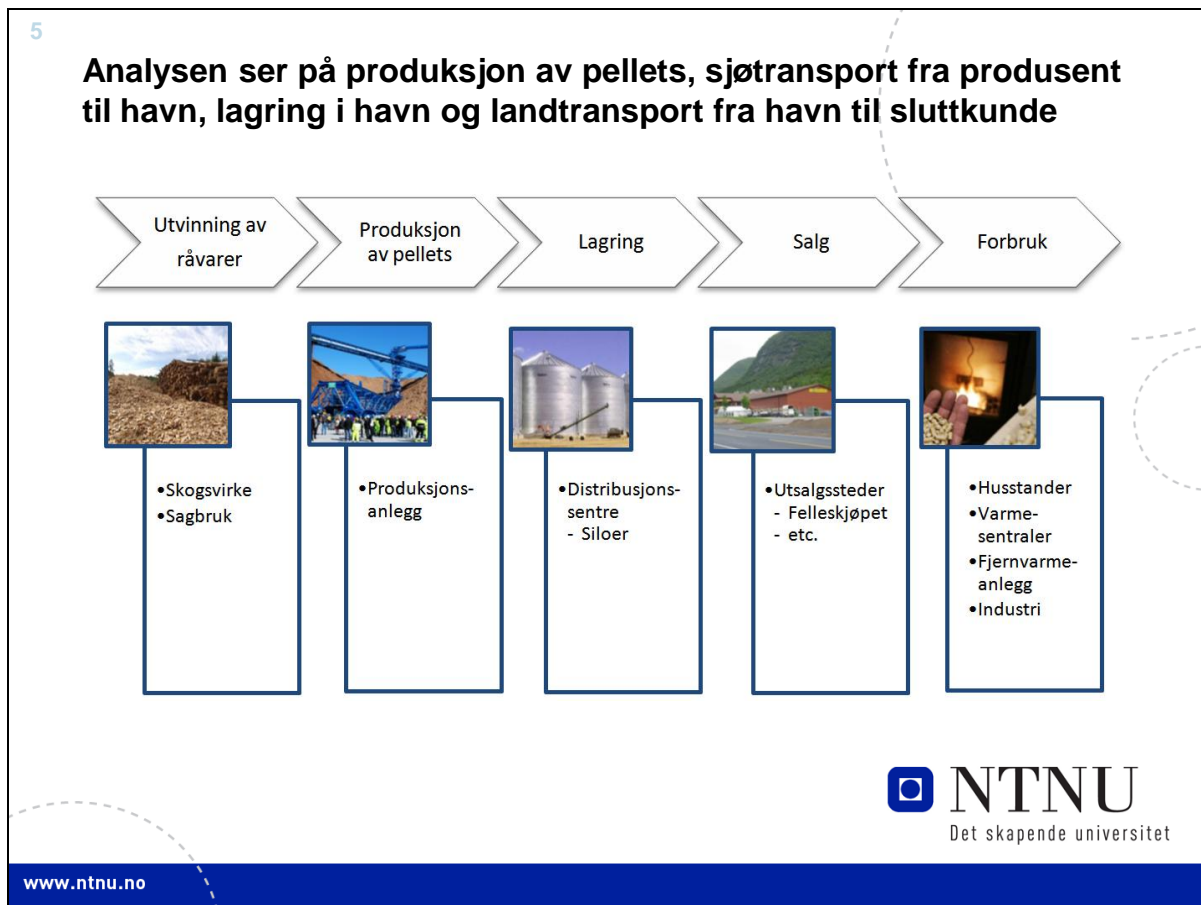 5
Analysen ser på produksjon av pellets, sjøtransport fra produsent
til havn, lagring i havn og landtransport fra havn til sluttkunde
Utvinning av
råvarer
Produksjon
av pellets
Lagring
Salg
Forbruk
•Skogsvirke
•Sagbruk
•Produksjons-
anlegg
•Distribusjons-
sentre
- Siloer
•Utsalgssteder
- Felleskjøpet
- etc.
•Husstander
•Varme-
sentraler
•Fjernvarme-
anlegg
•Industri
NTNU
Det skapende universitet
www.ntnu.no